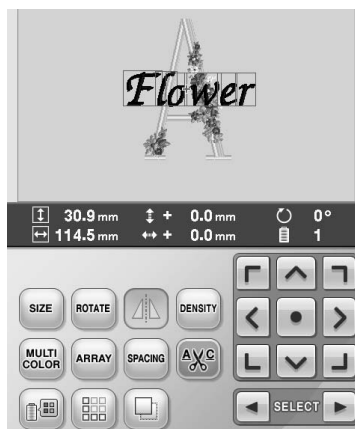 A
Flower
30.9 mm + 0.0 mm 0°
114.5 mm + 0.0 mm 1
SIZE ROTATE DENSITY
MULTI COLOR ARRAY SPACING A C
SELECT